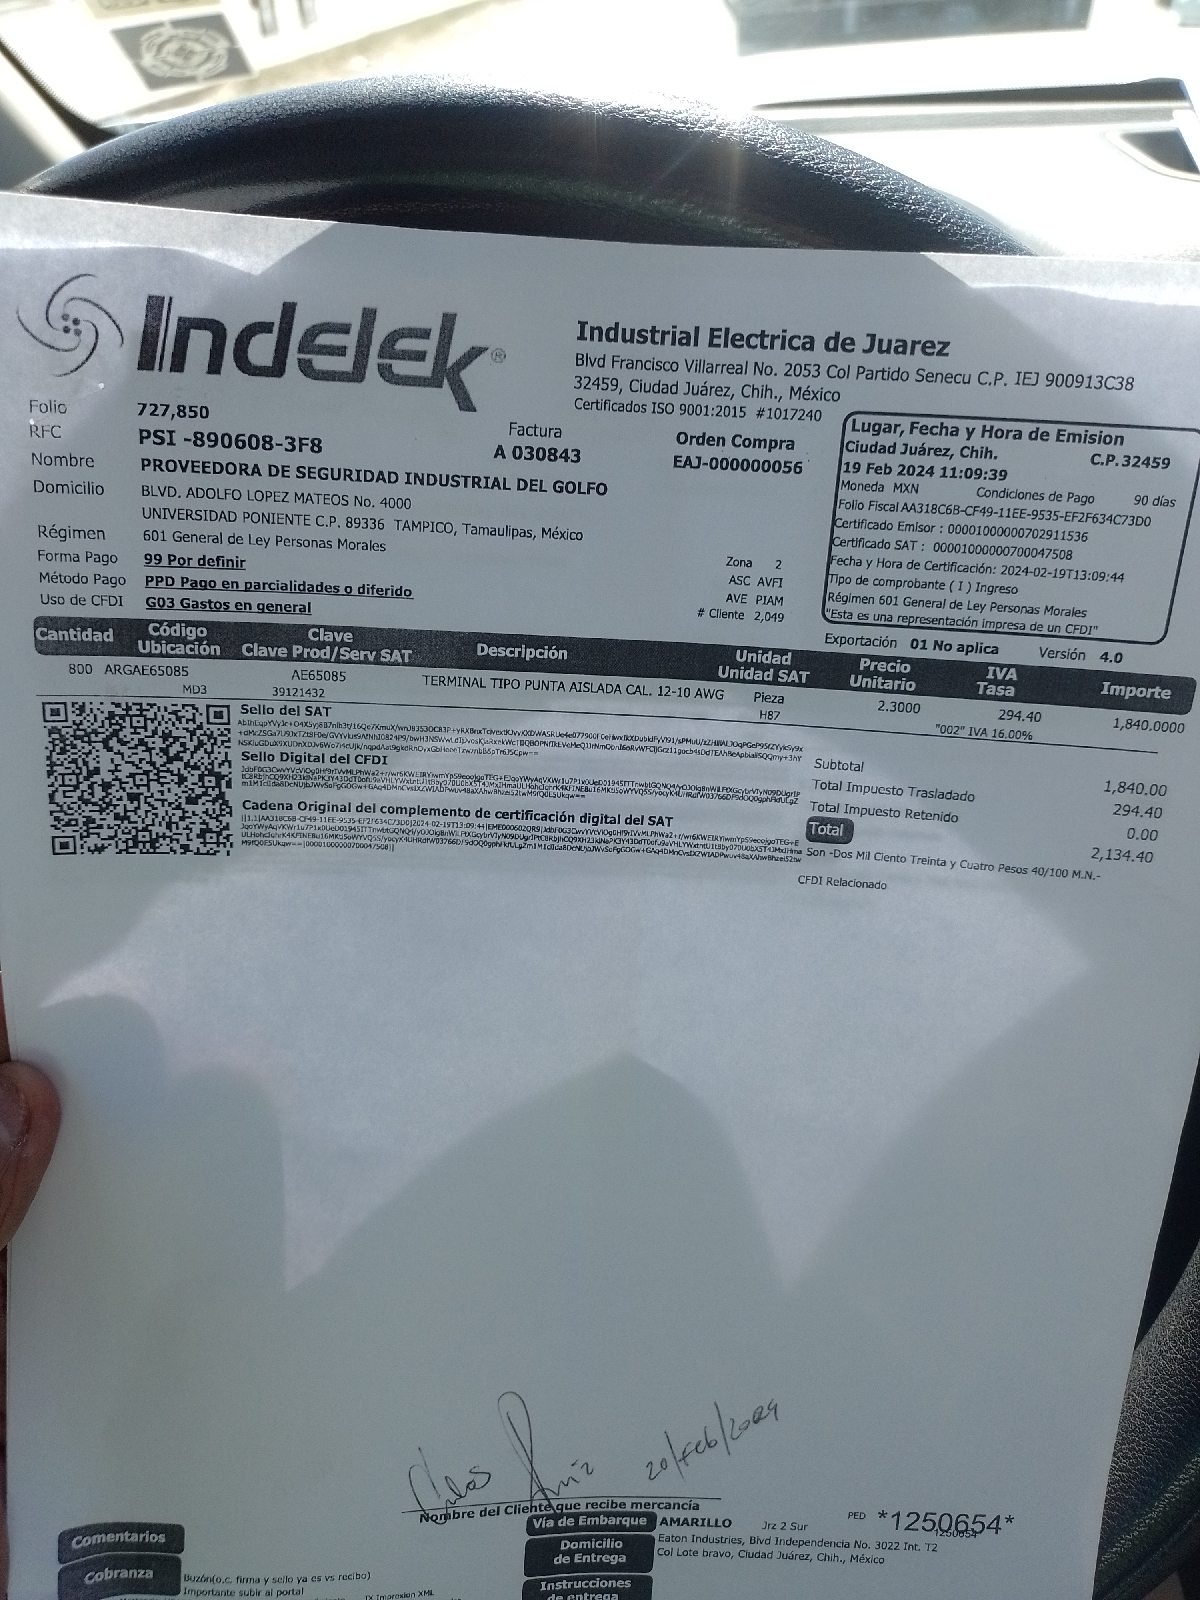 Indelek®
Industrial Electrica de Juarez
Blvd Francisco Villarreal No. 2053 Col Partido Senecu C.P. IEJ 900913C38
32459, Ciudad Juárez, Chih., México
Certificados ISO 9001:2015 #1017240
Folio 727,850
RFC PSI -890608-3F8
Factura
A 030843
Orden Compra
EAJ-000000056
Nombre PROVEEDORA DE SEGURIDAD INDUSTRIAL DEL GOLFO
Domicilio BLVD. ADOLFO LOPEZ MATEOS No. 4000
UNIVERSIDAD PONIENTE C.P. 89336 TAMPICO, Tamaulipas, México
Régimen 601 General de Ley Personas Morales
Forma Pago 99 Por definir
Método Pago PPD Pago en parcialidades o diferido
Uso de CFDI G03 Gastos en general
Zona 2
ASC AVFI
AVE PIAM
# Cliente 2,049
Lugar, Fecha y Hora de Emision
Ciudad Juárez, Chih. C.P. 32459
19 Feb 2024 11:09:39
Moneda MXN Condiciones de Pago 90 días
Folio Fiscal AA318C6B-CF49-11EE-9535-EF2F634C73D0
Certificado Emisor : 00001000000702911536
Certificado SAT : 00001000000700047508
Fecha y Hora de Certificación: 2024-02-19T13:09:44
Tipo de comprobante ( I ) Ingreso
Régimen 601 General de Ley Personas Morales
"Esta es una representación impresa de un CFDI"
Exportación 01 No aplica Versión 4.0
Cantidad Código Ubicación Clave Clave Prod/Serv SAT Descripción Unidad Unidad SAT Precio Unitario IVA Tasa Importe
800 ARGAE65085 AE65085 TERMINAL TIPO PUNTA AISLADA CAL. 12-10 AWG Pieza 2.3000 294.40 1,840.0000
MD3 39121432 H87 "002" IVA 16.00%
Sello del SAT
Sello Digital del CFDI
Cadena Original del complemento de certificación digital del SAT
Subtotal 1,840.00
Total Impuesto Trasladado 294.40
Total Impuesto Retenido 0.00
Total 2,134.40
Son -Dos Mil Ciento Treinta y Cuatro Pesos 40/100 M.N.-
CFDI Relacionado
Ruiz 20/Feb/2024
Nombre del Cliente que recibe mercancía
Vía de Embarque AMARILLO Jrz 2 Sur
PED *1250654*
1250654
Domicilio de Entrega Eaton Industries, Blvd Independencia No. 3022 Int. T2
Col Lote bravo, Ciudad Juárez, Chih., México
Instrucciones
de entrega
Comentarios
Cobranza Buzón(o.c. firma y sello ya es vs recibo)
Importante subir al portal